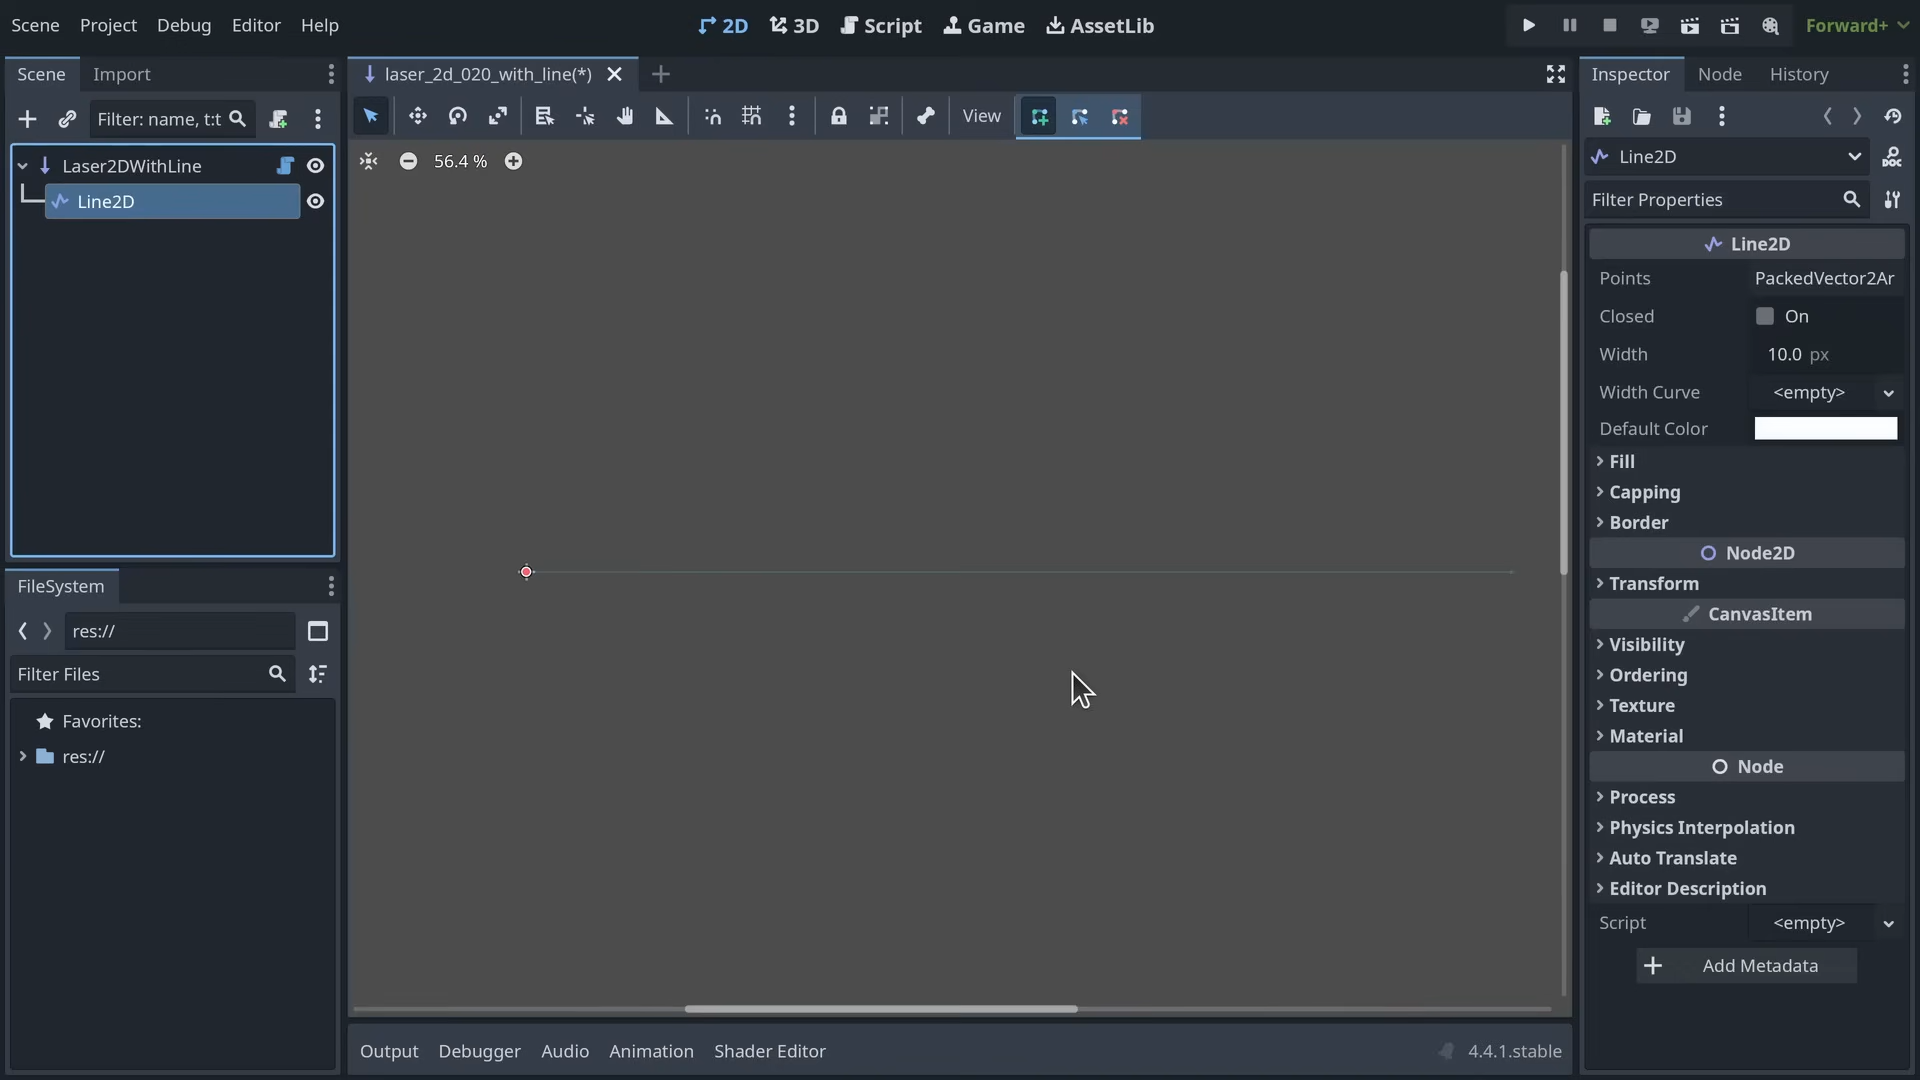 Scene Project Debug Editor Help
2D 3D Script Game AssetLib
Forward+
Scene Import
Filter: name, t:t
Laser2DWithLine
Line2D
FileSystem
res://
Filter Files
Favorites:
res://
laser_2d_020_with_line(*)
View
56.4 %
Output Debugger Audio Animation Shader Editor
4.4.1.stable
Inspector Node History
Line2D
DOC
Filter Properties
Line2D
Points PackedVector2Ar
Closed On
Width 10.0 px
Width Curve <empty>
Default Color
Fill
Capping
Border
Node2D
Transform
CanvasItem
Visibility
Ordering
Texture
Material
Node
Process
Physics Interpolation
Auto Translate
Editor Description
Script <empty>
Add Metadata